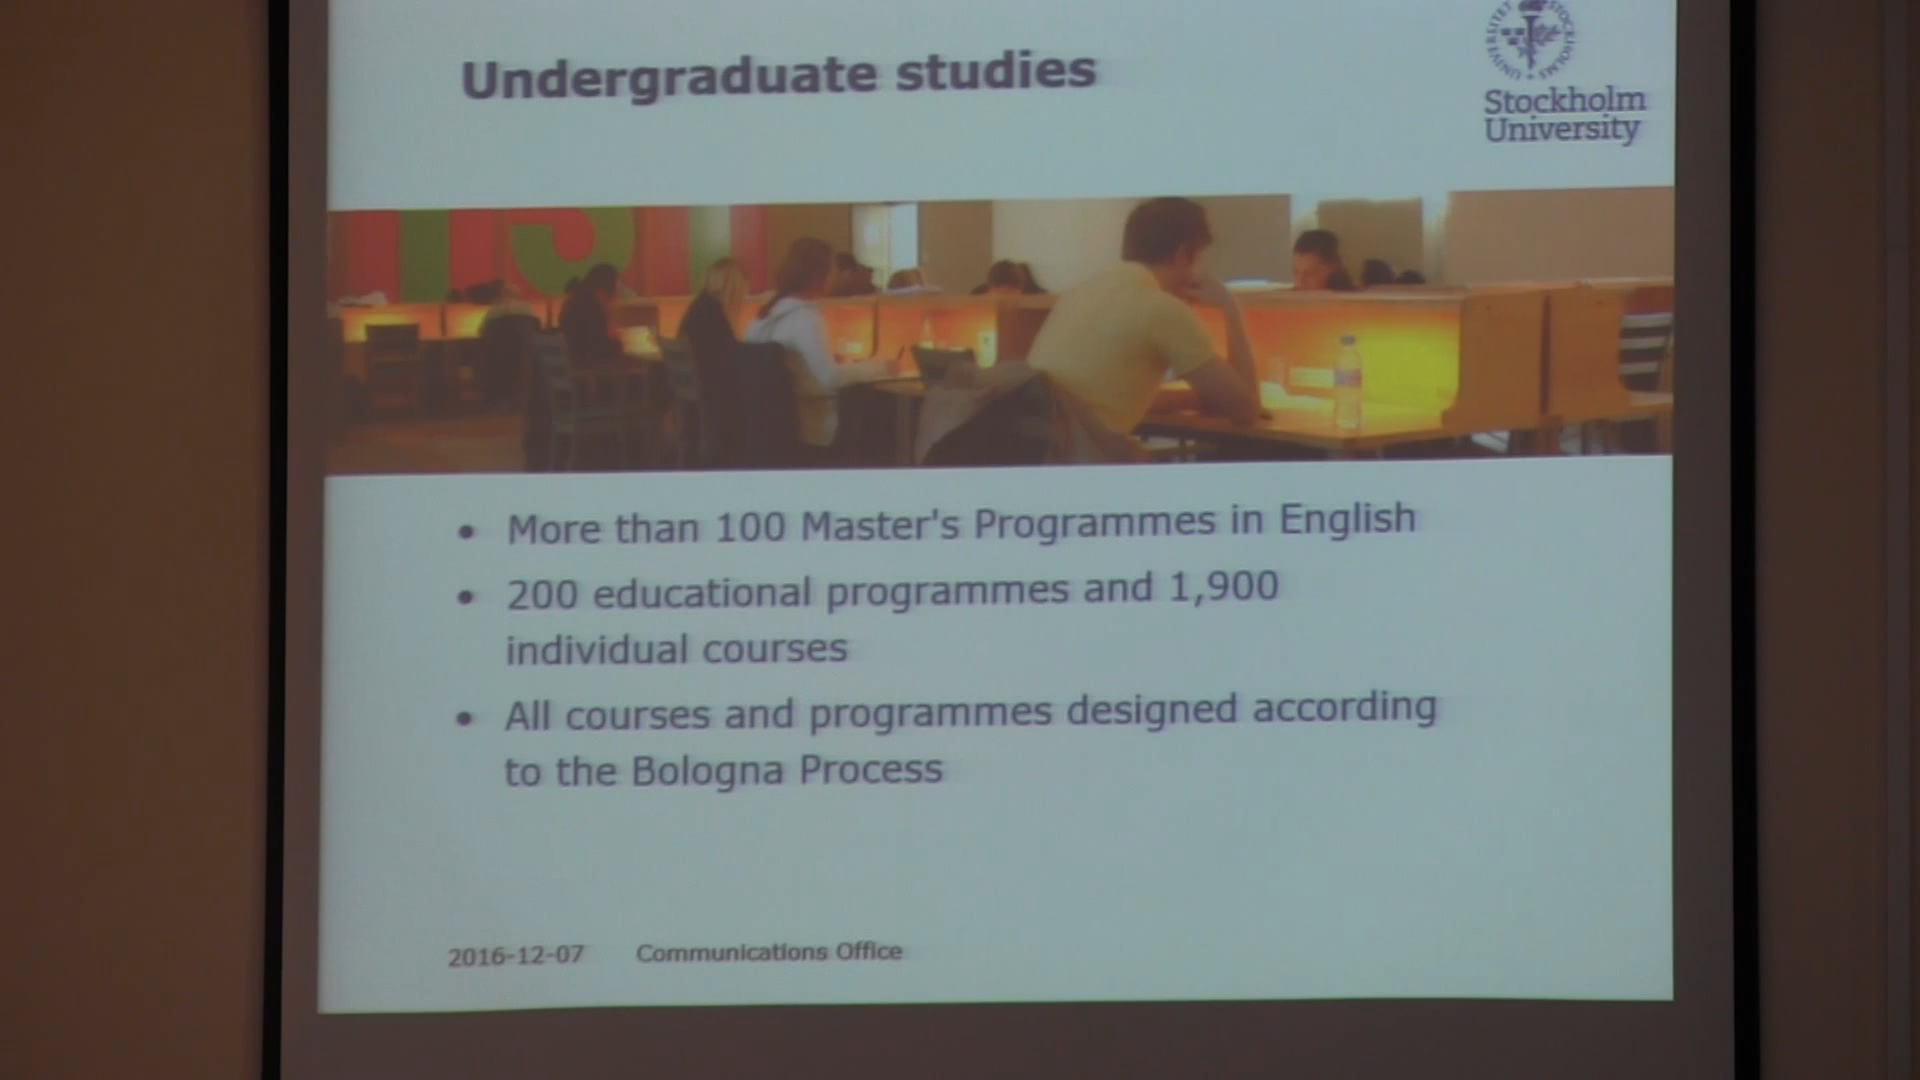 Undergraduate studies
Stockholm
University
• More than 100 Master's Programmes in English
• 200 educational programmes and 1,900
individual courses
• All courses and programmes designed according
to the Bologna Process
2016-12-07 Communications Office